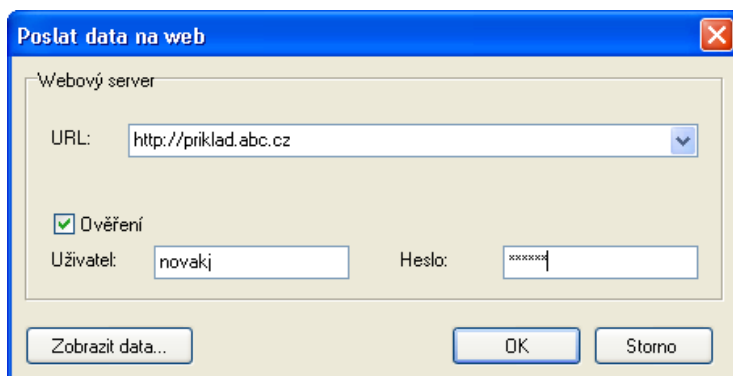 Poslat data na web
Webový server
URL: http://priklad.abc.cz
Ověření
Uživatel: novakj Heslo: ******
Zobrazit data... OK Storno